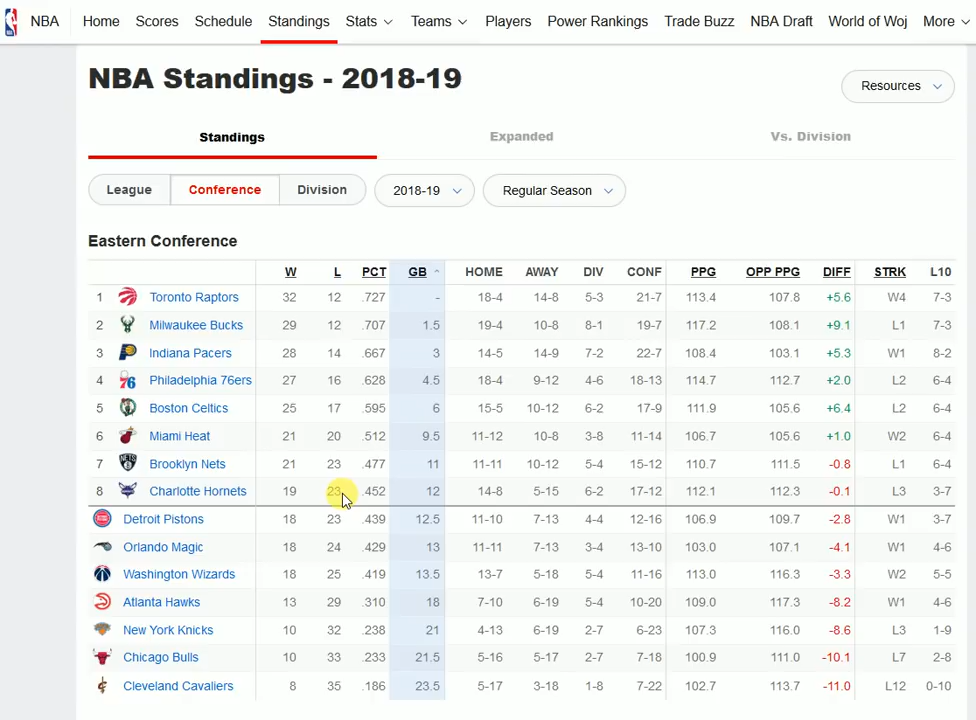 NBA Home Scores Schedule Standings Stats Teams Players Power Rankings Trade Buzz NBA Draft World of Woj More
NBA Standings - 2018-19
Resources
Standings Expanded Vs. Division
League Conference Division 2018-19 Regular Season
Eastern Conference
W L PCT GB HOME AWAY DIV CONF PPG OPP PPG DIFF STRK L10
1 Toronto Raptors 32 12 .727 - 18-4 14-8 5-3 21-7 113.4 107.8 +5.6 W4 7-3
2 Milwaukee Bucks 29 12 .707 1.5 19-4 10-8 8-1 19-7 117.2 108.1 +9.1 L1 7-3
3 Indiana Pacers 28 14 .667 3 14-5 14-9 7-2 22-7 108.4 103.1 +5.3 W1 8-2
4 76 Philadelphia 76ers 27 16 .628 4.5 18-4 9-12 4-6 18-13 114.7 112.7 +2.0 L2 6-4
5 Boston Celtics 25 17 .595 6 15-5 10-12 6-2 17-9 111.9 105.6 +6.4 L2 6-4
6 Miami Heat 21 20 .512 9.5 11-12 10-8 3-8 11-14 106.7 105.6 +1.0 W2 6-4
7 NETS Brooklyn Nets 21 23 .477 11 11-11 10-12 5-4 15-12 110.7 111.5 -0.8 L1 6-4
8 Charlotte Hornets 19 23 .452 12 14-8 5-15 6-2 17-12 112.1 112.3 -0.1 L3 3-7
Detroit Pistons 18 23 .439 12.5 11-10 7-13 4-4 12-16 106.9 109.7 -2.8 W1 3-7
Orlando Magic 18 24 .429 13 11-11 7-13 3-4 13-10 103.0 107.1 -4.1 W1 4-6
Washington Wizards 18 25 .419 13.5 13-7 5-18 5-4 11-16 113.0 116.3 -3.3 W2 5-5
Atlanta Hawks 13 29 .310 18 7-10 6-19 5-4 10-20 109.0 117.3 -8.2 W1 4-6
New York Knicks 10 32 .238 21 4-13 6-19 2-7 6-23 107.3 116.0 -8.6 L3 1-9
Chicago Bulls 10 33 .233 21.5 5-16 5-17 2-7 7-18 100.9 111.0 -10.1 L7 2-8
Cleveland Cavaliers 8 35 .186 23.5 5-17 3-18 1-8 7-22 102.7 113.7 -11.0 L12 0-10